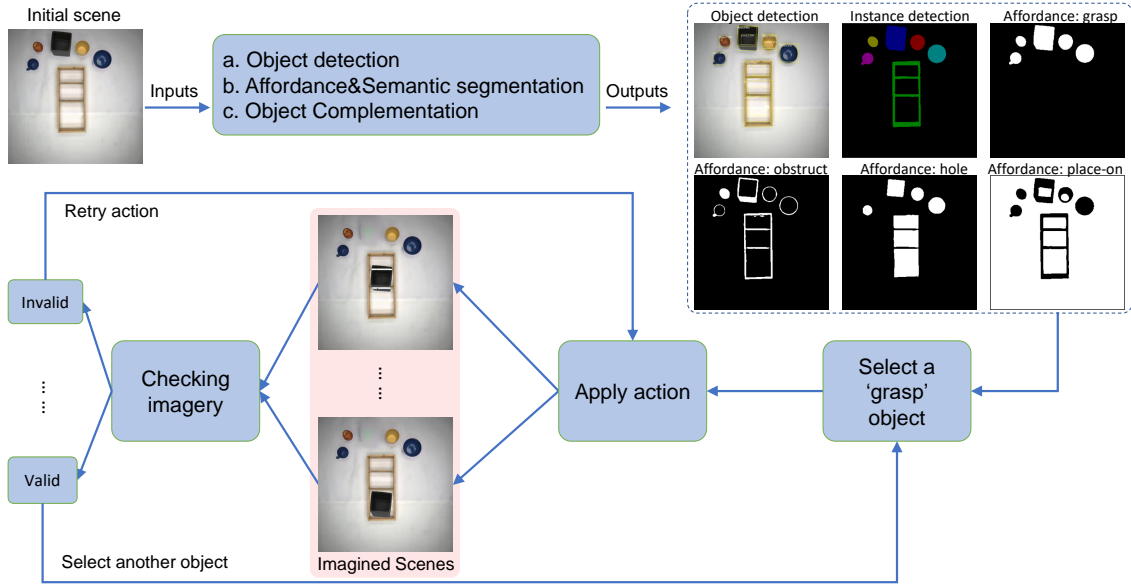 Initial scene
Inputs
a. Object detection
b. Affordance&Semantic segmentation
c. Object Complementation
Outputs
Object detection
Instance detection
Affordance: grasp
Affordance: obstruct
Affordance: hole
Affordance: place-on
Retry action
Invalid
Checking
imagery
Valid
Imagined Scenes
Apply action
Select a
‘grasp’
object
Select another object